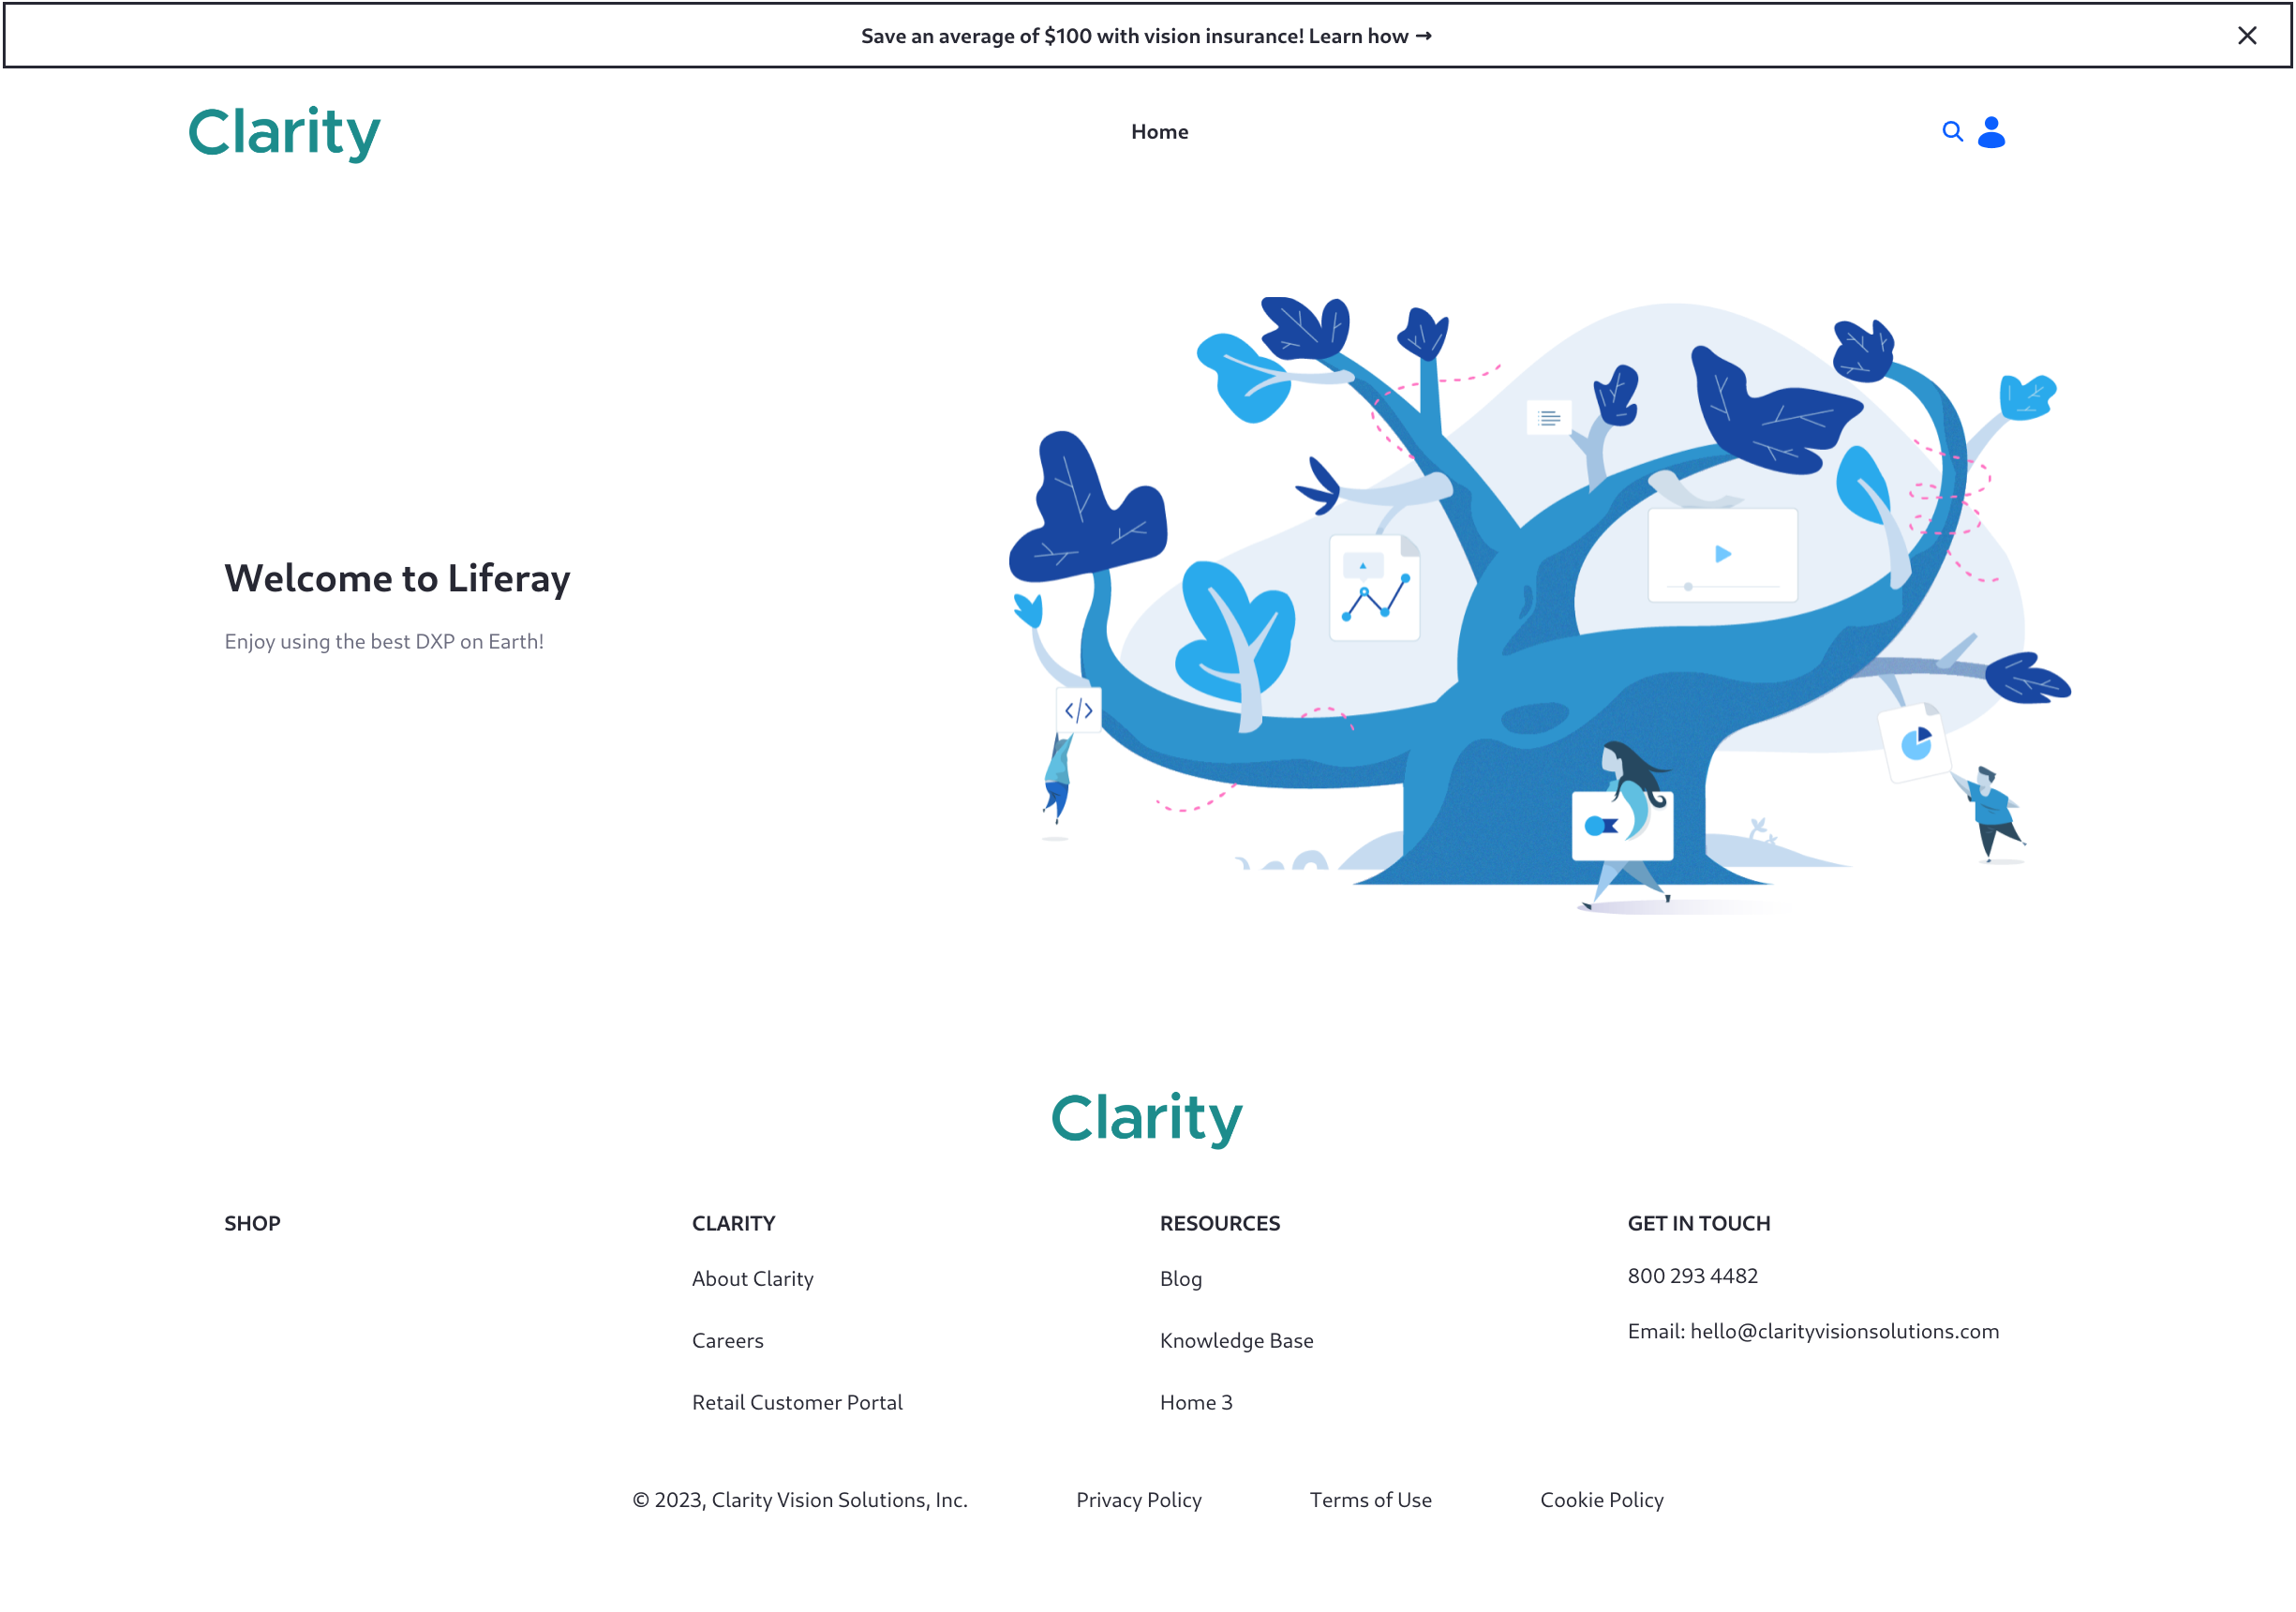 Save an average of $100 with vision insurance! Learn how →
Clarity
Home
Welcome to Liferay
Enjoy using the best DXP on Earth!
</>
Clarity
SHOP
CLARITY
About Clarity
Careers
Retail Customer Portal
RESOURCES
Blog
Knowledge Base
Home 3
GET IN TOUCH
800 293 4482
Email: hello@clarityvisionsolutions.com
© 2023, Clarity Vision Solutions, Inc.
Privacy Policy
Terms of Use
Cookie Policy